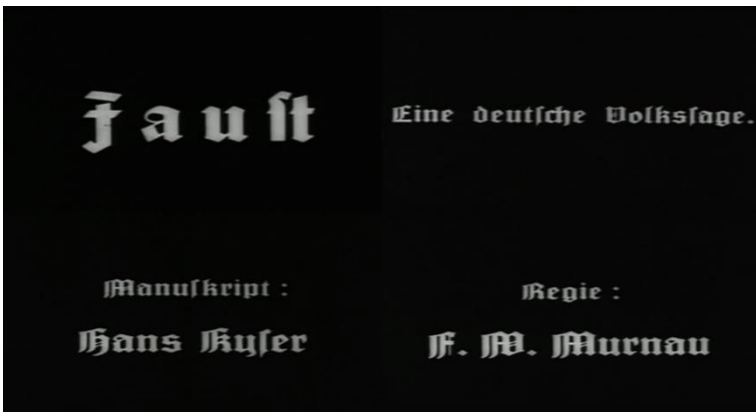 Fauſt
Eine deutſche Volksſage.
Manuſkript :
Hans Kyſer
Regie :
F. W. Murnau